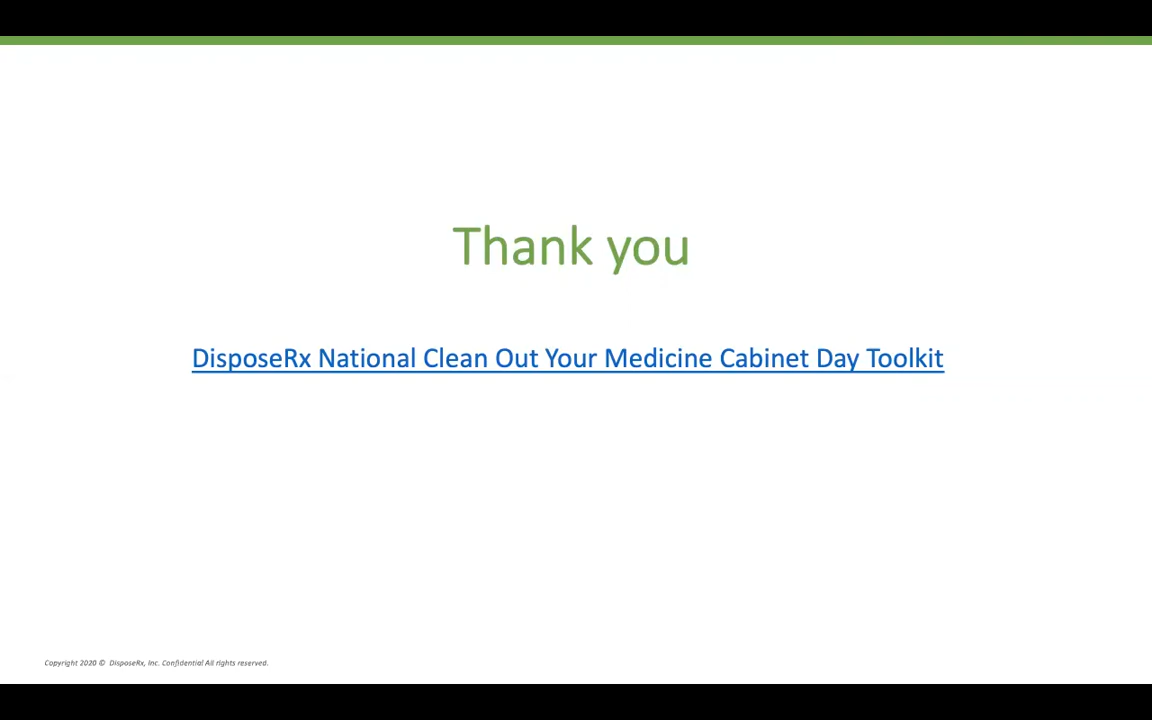 Thank you
DisposeRx National Clean Out Your Medicine Cabinet Day Toolkit
Copyright 2020 © DisposeRx, Inc. Confidential All rights reserved.